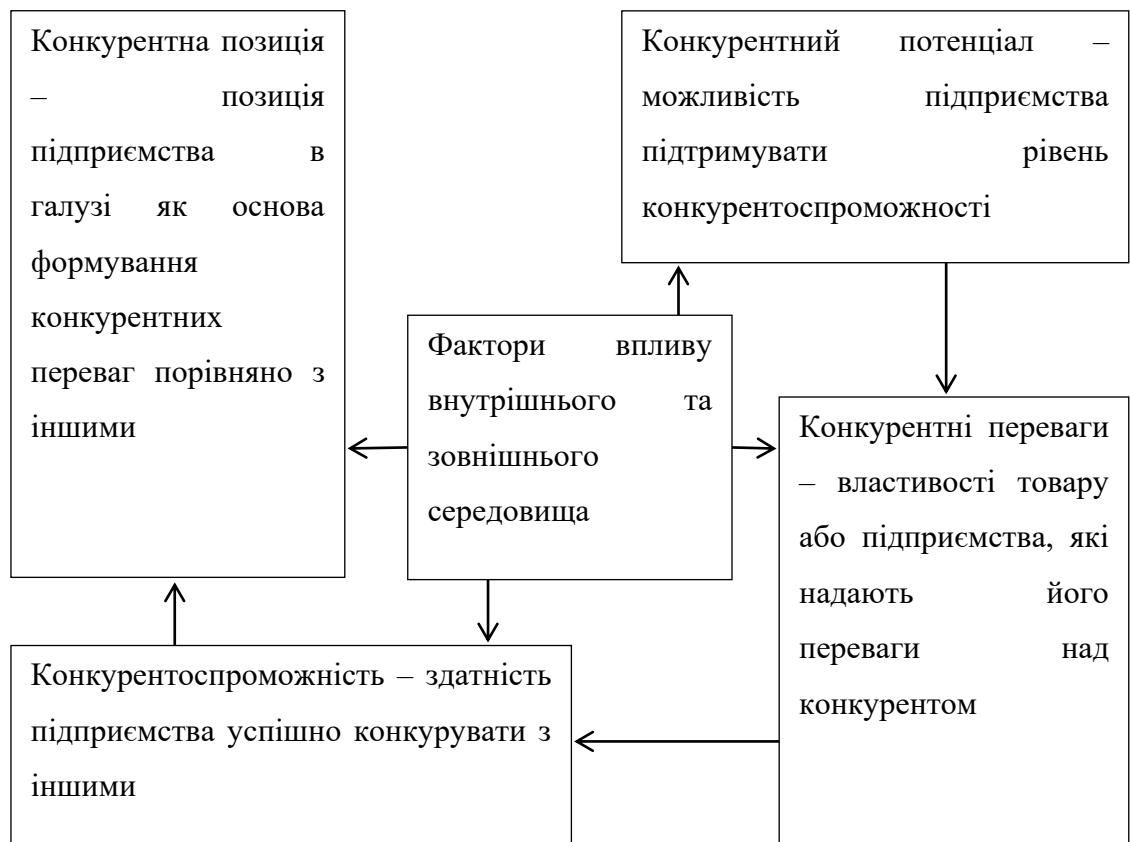 Конкурентна позиція
– позиція
підприємства в
галузі як основа
формування
конкурентних
переваг порівняно з
іншими
Конкурентний потенціал –
можливість підприємства
підтримувати рівень
конкурентоспроможності
Фактори впливу
внутрішнього та
зовнішнього
середовища
Конкурентні переваги
– властивості товару
або підприємства, які
надають його
переваги над
конкурентом
Конкурентоспроможність – здатність
підприємства успішно конкурувати з
іншими